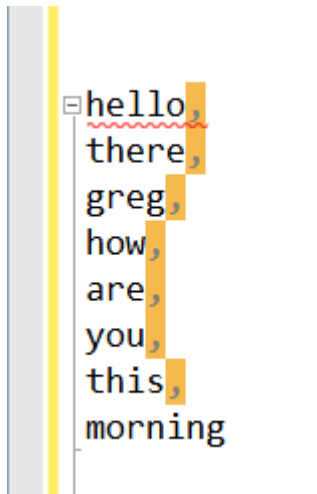 hello,
there,
greg,
how,
are,
you,
this,
morning